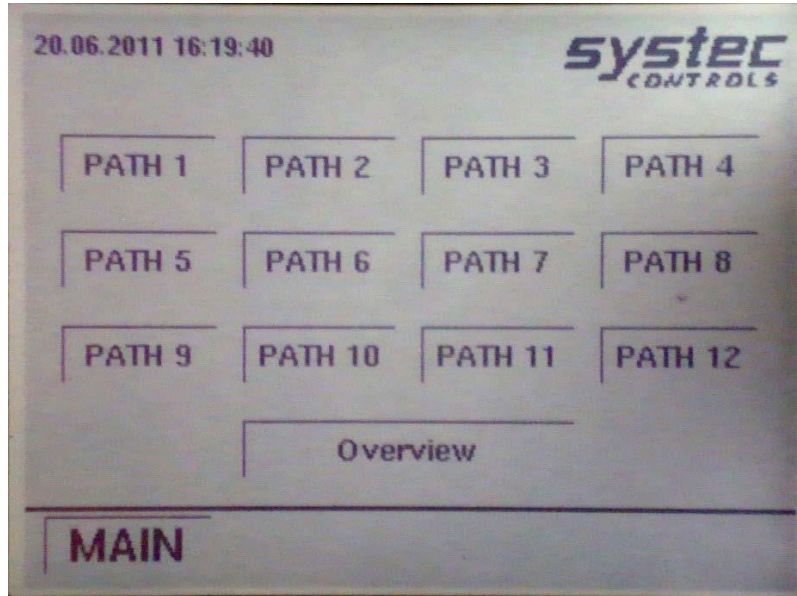 20.06.2011 16:19:40
systec
CONTROLS
PATH 1 PATH 2 PATH 3 PATH 4
PATH 5 PATH 6 PATH 7 PATH 8
PATH 9 PATH 10 PATH 11 PATH 12
Overview
MAIN